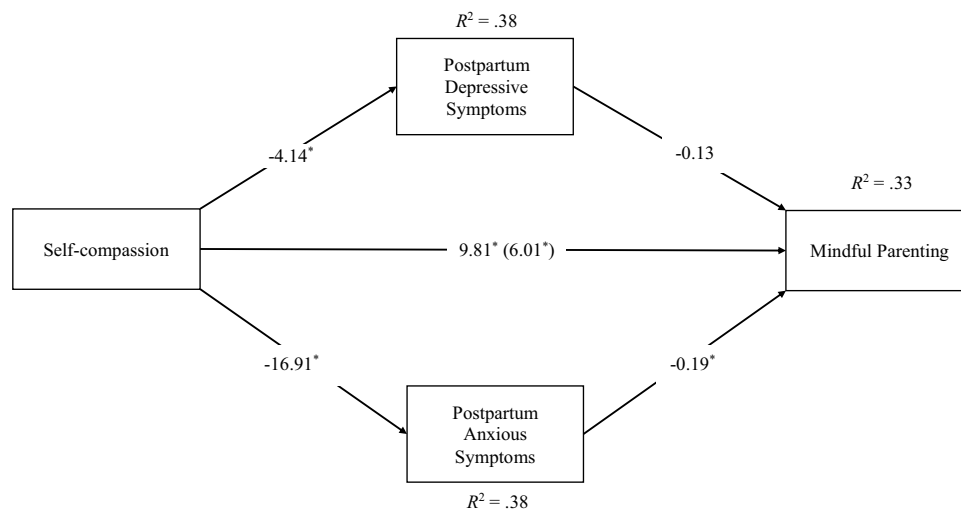 R² = .38
Postpartum
Depressive
Symptoms
-4.14*
-0.13
R² = .33
Self-compassion
9.81* (6.01*)
Mindful Parenting
-16.91*
-0.19*
Postpartum
Anxious
Symptoms
R² = .38